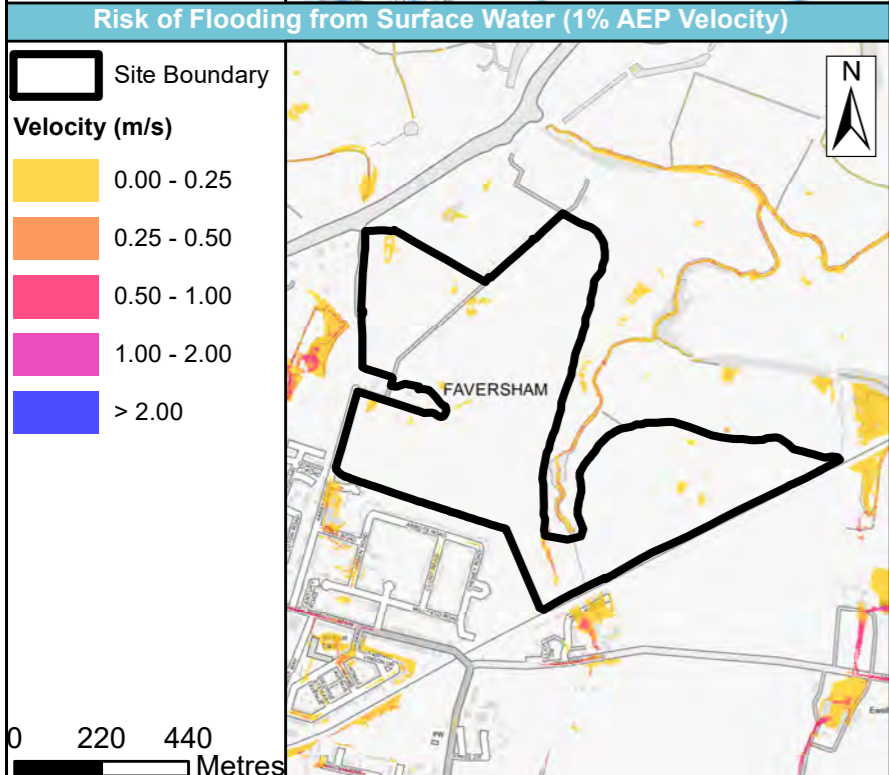 Risk of Flooding from Surface Water (1% AEP Velocity)
Site Boundary
Velocity (m/s)
0.00 - 0.25
0.25 - 0.50
0.50 - 1.00
1.00 - 2.00
> 2.00
0 220 440
Metres
N
FAVERSHAM
PW